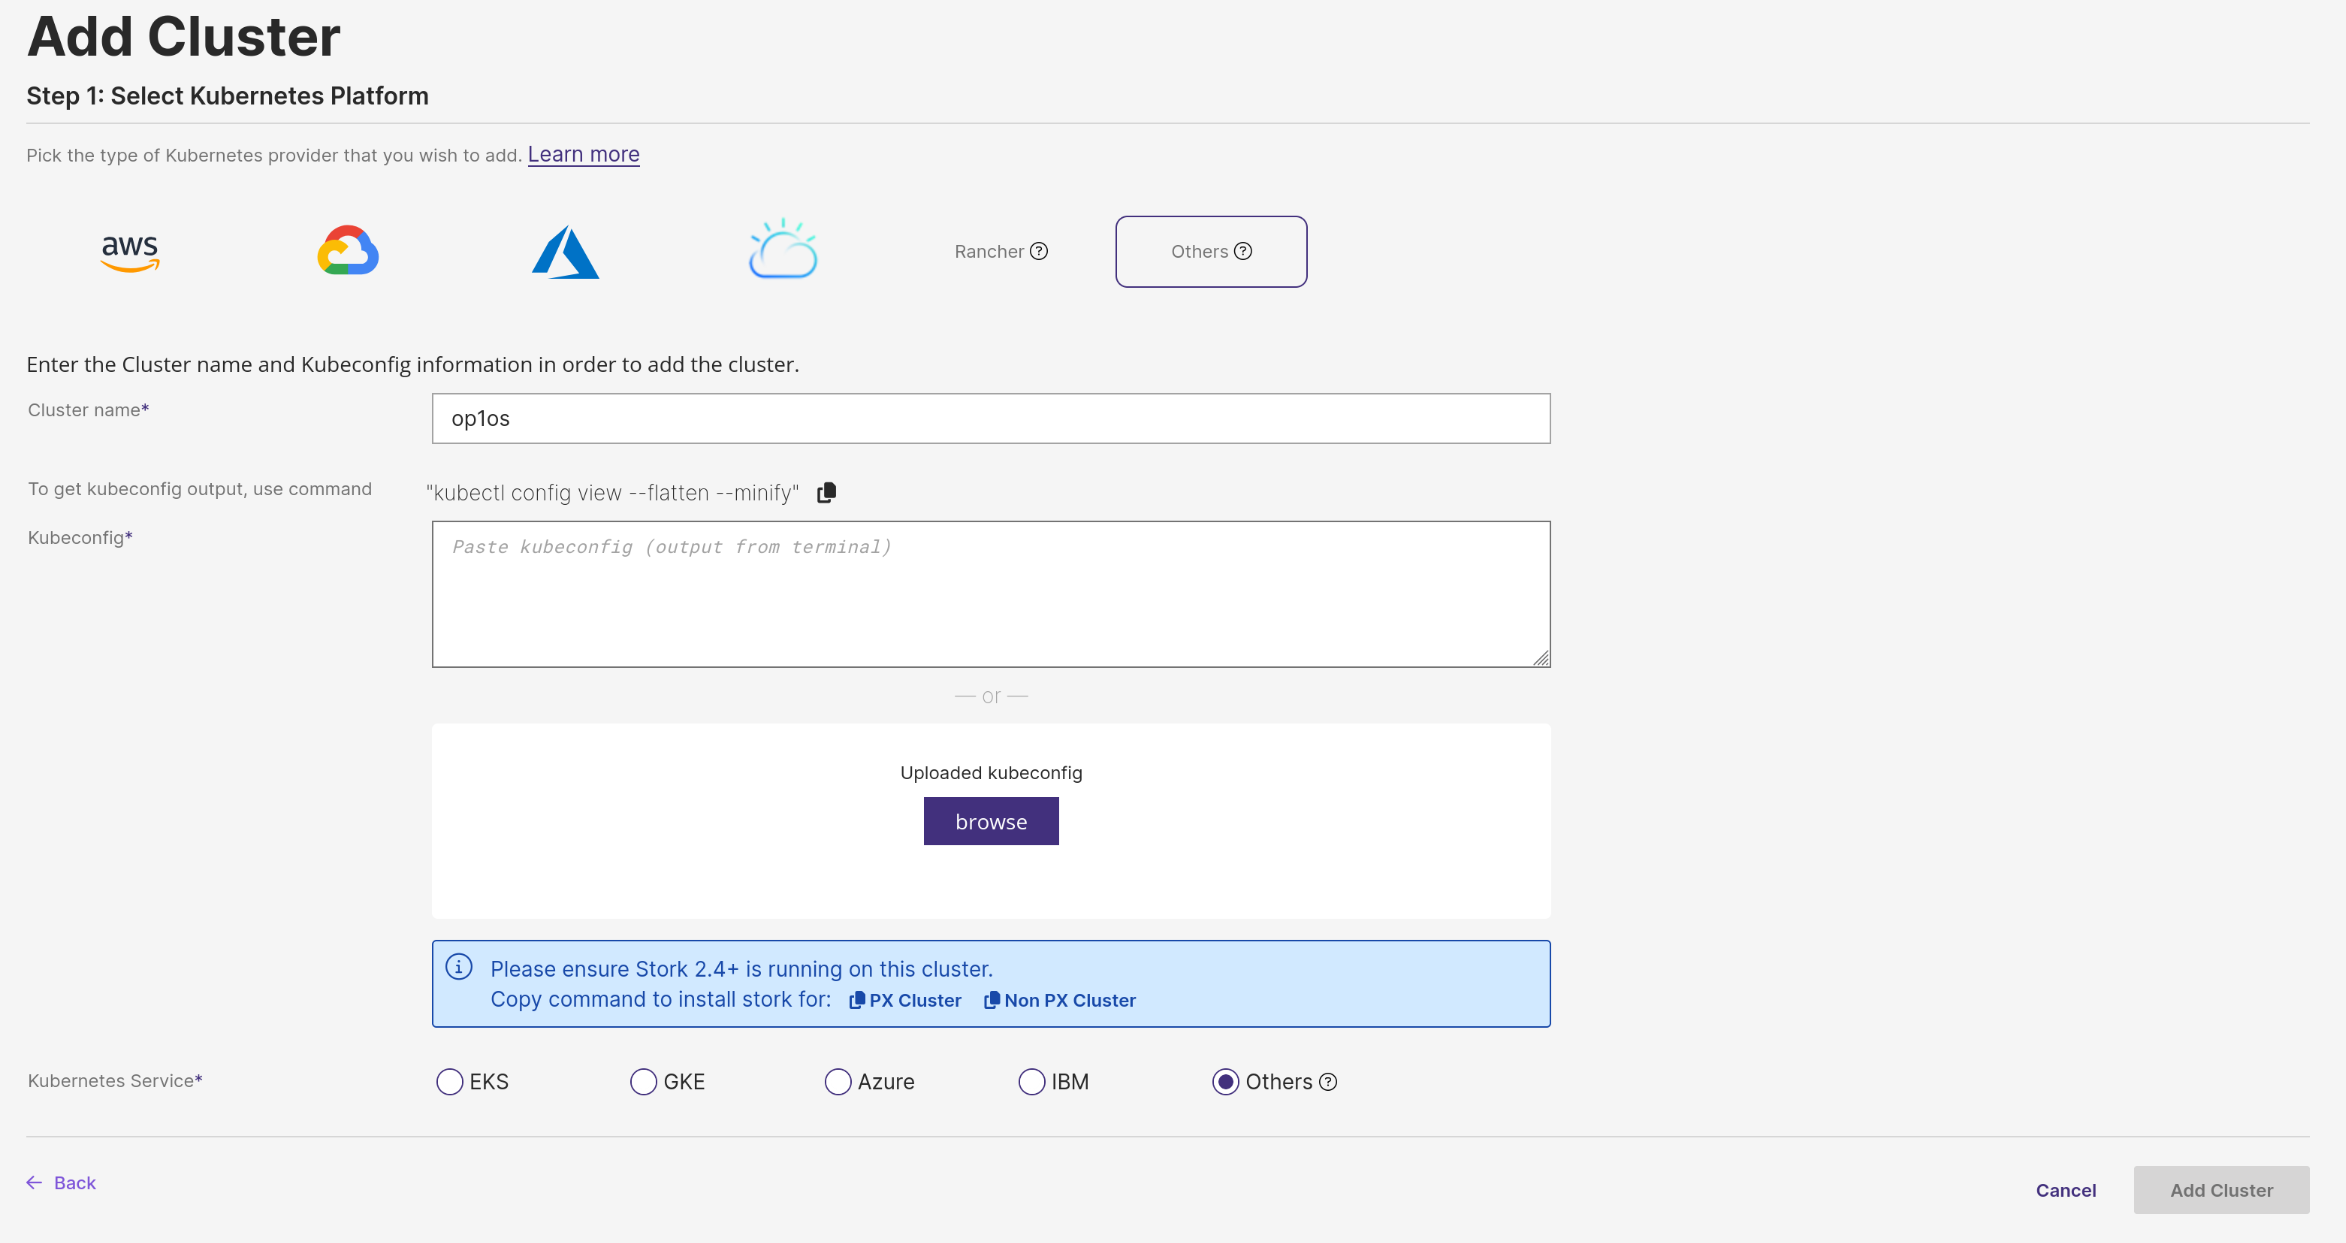 Add Cluster
Step 1: Select Kubernetes Platform
Pick the type of Kubernetes provider that you wish to add. Learn more
aws
Rancher ?
Others ?
Enter the Cluster name and Kubeconfig information in order to add the cluster.
Cluster name*
op1os
To get kubeconfig output, use command
"kubectl config view --flatten --minify"
Kubeconfig*
Paste kubeconfig (output from terminal)
— or —
Uploaded kubeconfig
browse
Please ensure Stork 2.4+ is running on this cluster.
Copy command to install stork for: PX Cluster Non PX Cluster
Kubernetes Service*
EKS
GKE
Azure
IBM
Others ?
← Back
Cancel
Add Cluster